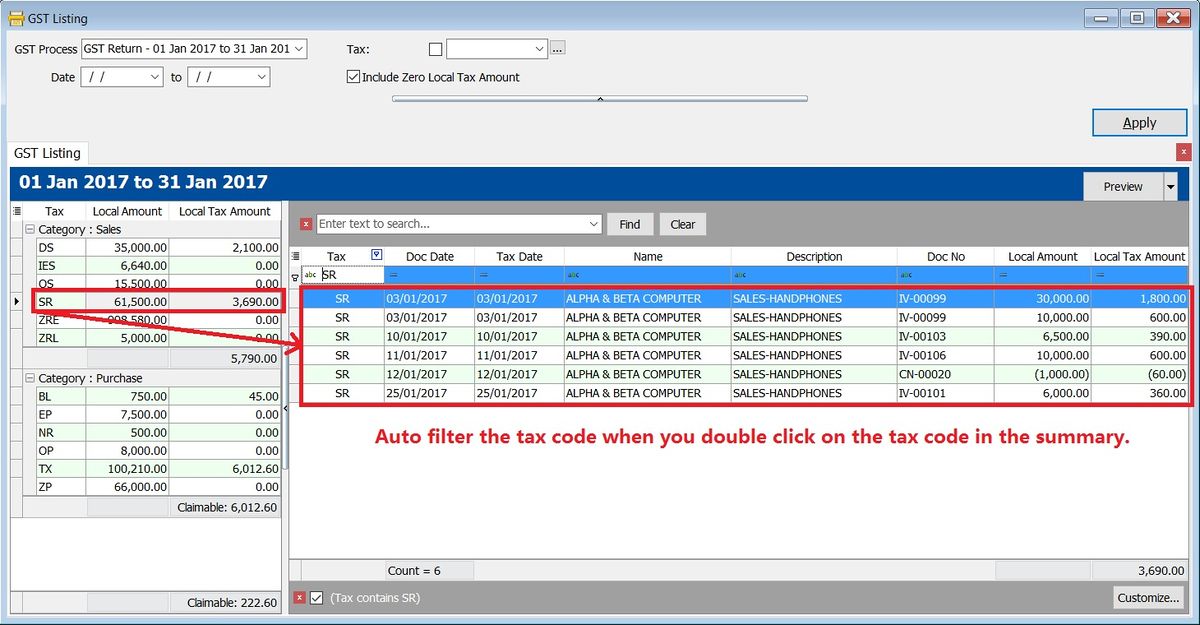 GST Listing
GST Process GST Return - 01 Jan 2017 to 31 Jan 201
Tax: ...
Date / / to / /
Include Zero Local Tax Amount
Apply
GST Listing
01 Jan 2017 to 31 Jan 2017
Preview
Tax Local Amount Local Tax Amount
Category : Sales
DS 35,000.00 2,100.00
IES 6,640.00 0.00
OS 15,500.00 0.00
SR 61,500.00 3,690.00
ZRE 908,580.00 0.00
ZRL 5,000.00 0.00
5,790.00
Category : Purchase
BL 750.00 45.00
EP 7,500.00 0.00
NR 500.00 0.00
OP 8,000.00 0.00
TX 100,210.00 6,012.60
ZP 66,000.00 0.00
Claimable: 6,012.60
Claimable: 222.60
Enter text to search... Find Clear
Tax Doc Date Tax Date Name Description Doc No Local Amount Local Tax Amount
abc SR = = abc abc abc = =
SR 03/01/2017 03/01/2017 ALPHA & BETA COMPUTER SALES-HANDPHONES IV-00099 30,000.00 1,800.00
SR 03/01/2017 03/01/2017 ALPHA & BETA COMPUTER SALES-HANDPHONES IV-00099 10,000.00 600.00
SR 10/01/2017 10/01/2017 ALPHA & BETA COMPUTER SALES-HANDPHONES IV-00103 6,500.00 390.00
SR 11/01/2017 11/01/2017 ALPHA & BETA COMPUTER SALES-HANDPHONES IV-00106 10,000.00 600.00
SR 12/01/2017 12/01/2017 ALPHA & BETA COMPUTER SALES-HANDPHONES CN-00020 (1,000.00) (60.00)
SR 25/01/2017 25/01/2017 ALPHA & BETA COMPUTER SALES-HANDPHONES IV-00101 6,000.00 360.00
Auto filter the tax code when you double click on the tax code in the summary.
Count = 6 3,690.00
(Tax contains SR) Customize...